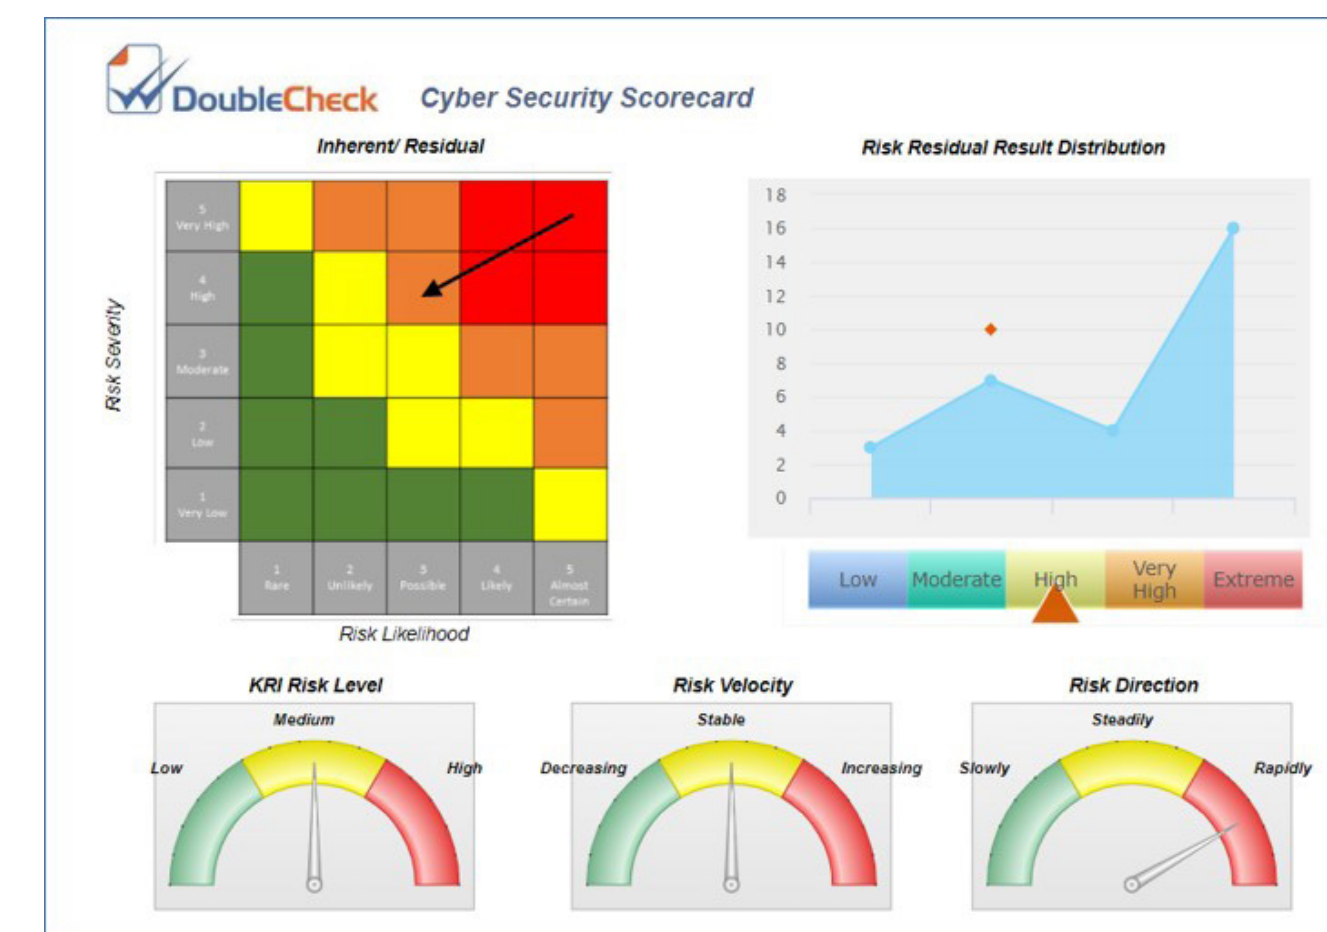 DoubleCheck
Cyber Security Scorecard
Inherent/ Residual
Risk Severity
5
Very High
4
High
3
Moderate
2
Low
1
Very Low
1
Rare
2
Unlikely
3
Possible
4
Likely
5
Almost
Certain
Risk Likelihood
Risk Residual Result Distribution
18
16
14
12
10
8
6
4
2
0
Low
Moderate
High
Very
High
Extreme
KRI Risk Level
Medium
Low
High
Risk Velocity
Stable
Decreasing
Increasing
Risk Direction
Steadily
Slowly
Rapidly